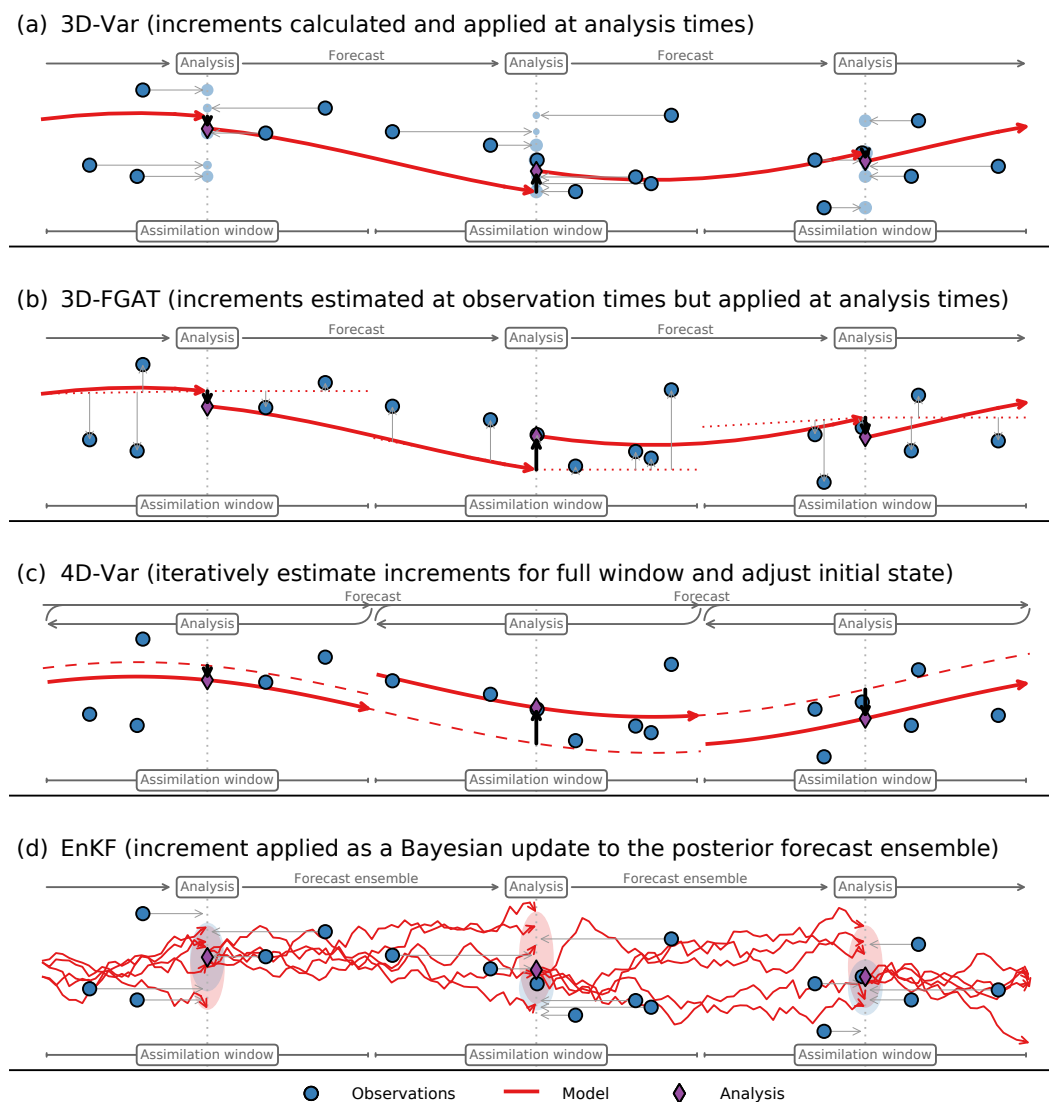 (a) 3D-Var (increments calculated and applied at analysis times)
Analysis Forecast Analysis Forecast Analysis
Assimilation window Assimilation window Assimilation window
(b) 3D-FGAT (increments estimated at observation times but applied at analysis times)
Analysis Forecast Analysis Forecast Analysis
Assimilation window Assimilation window Assimilation window
(c) 4D-Var (iteratively estimate increments for full window and adjust initial state)
Forecast Forecast
Analysis Analysis Analysis
Assimilation window Assimilation window Assimilation window
(d) EnKF (increment applied as a Bayesian update to the posterior forecast ensemble)
Analysis Forecast ensemble Analysis Forecast ensemble Analysis
Assimilation window Assimilation window Assimilation window
Observations Model Analysis